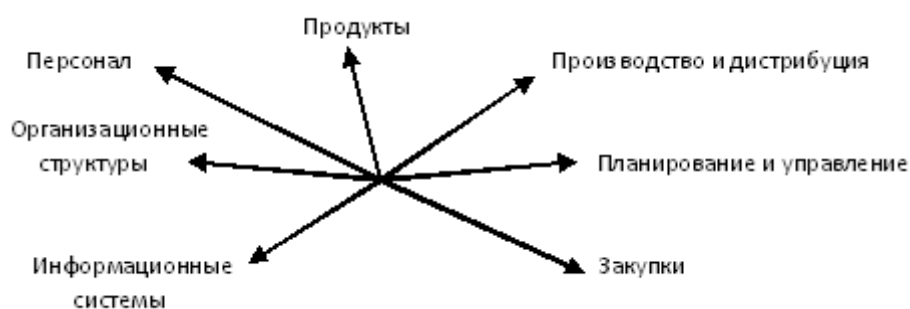 Продукты
Персонал
Производство и дистрибуция
Организационные
структуры
Планирование и управление
Информационные
системы
Закупки